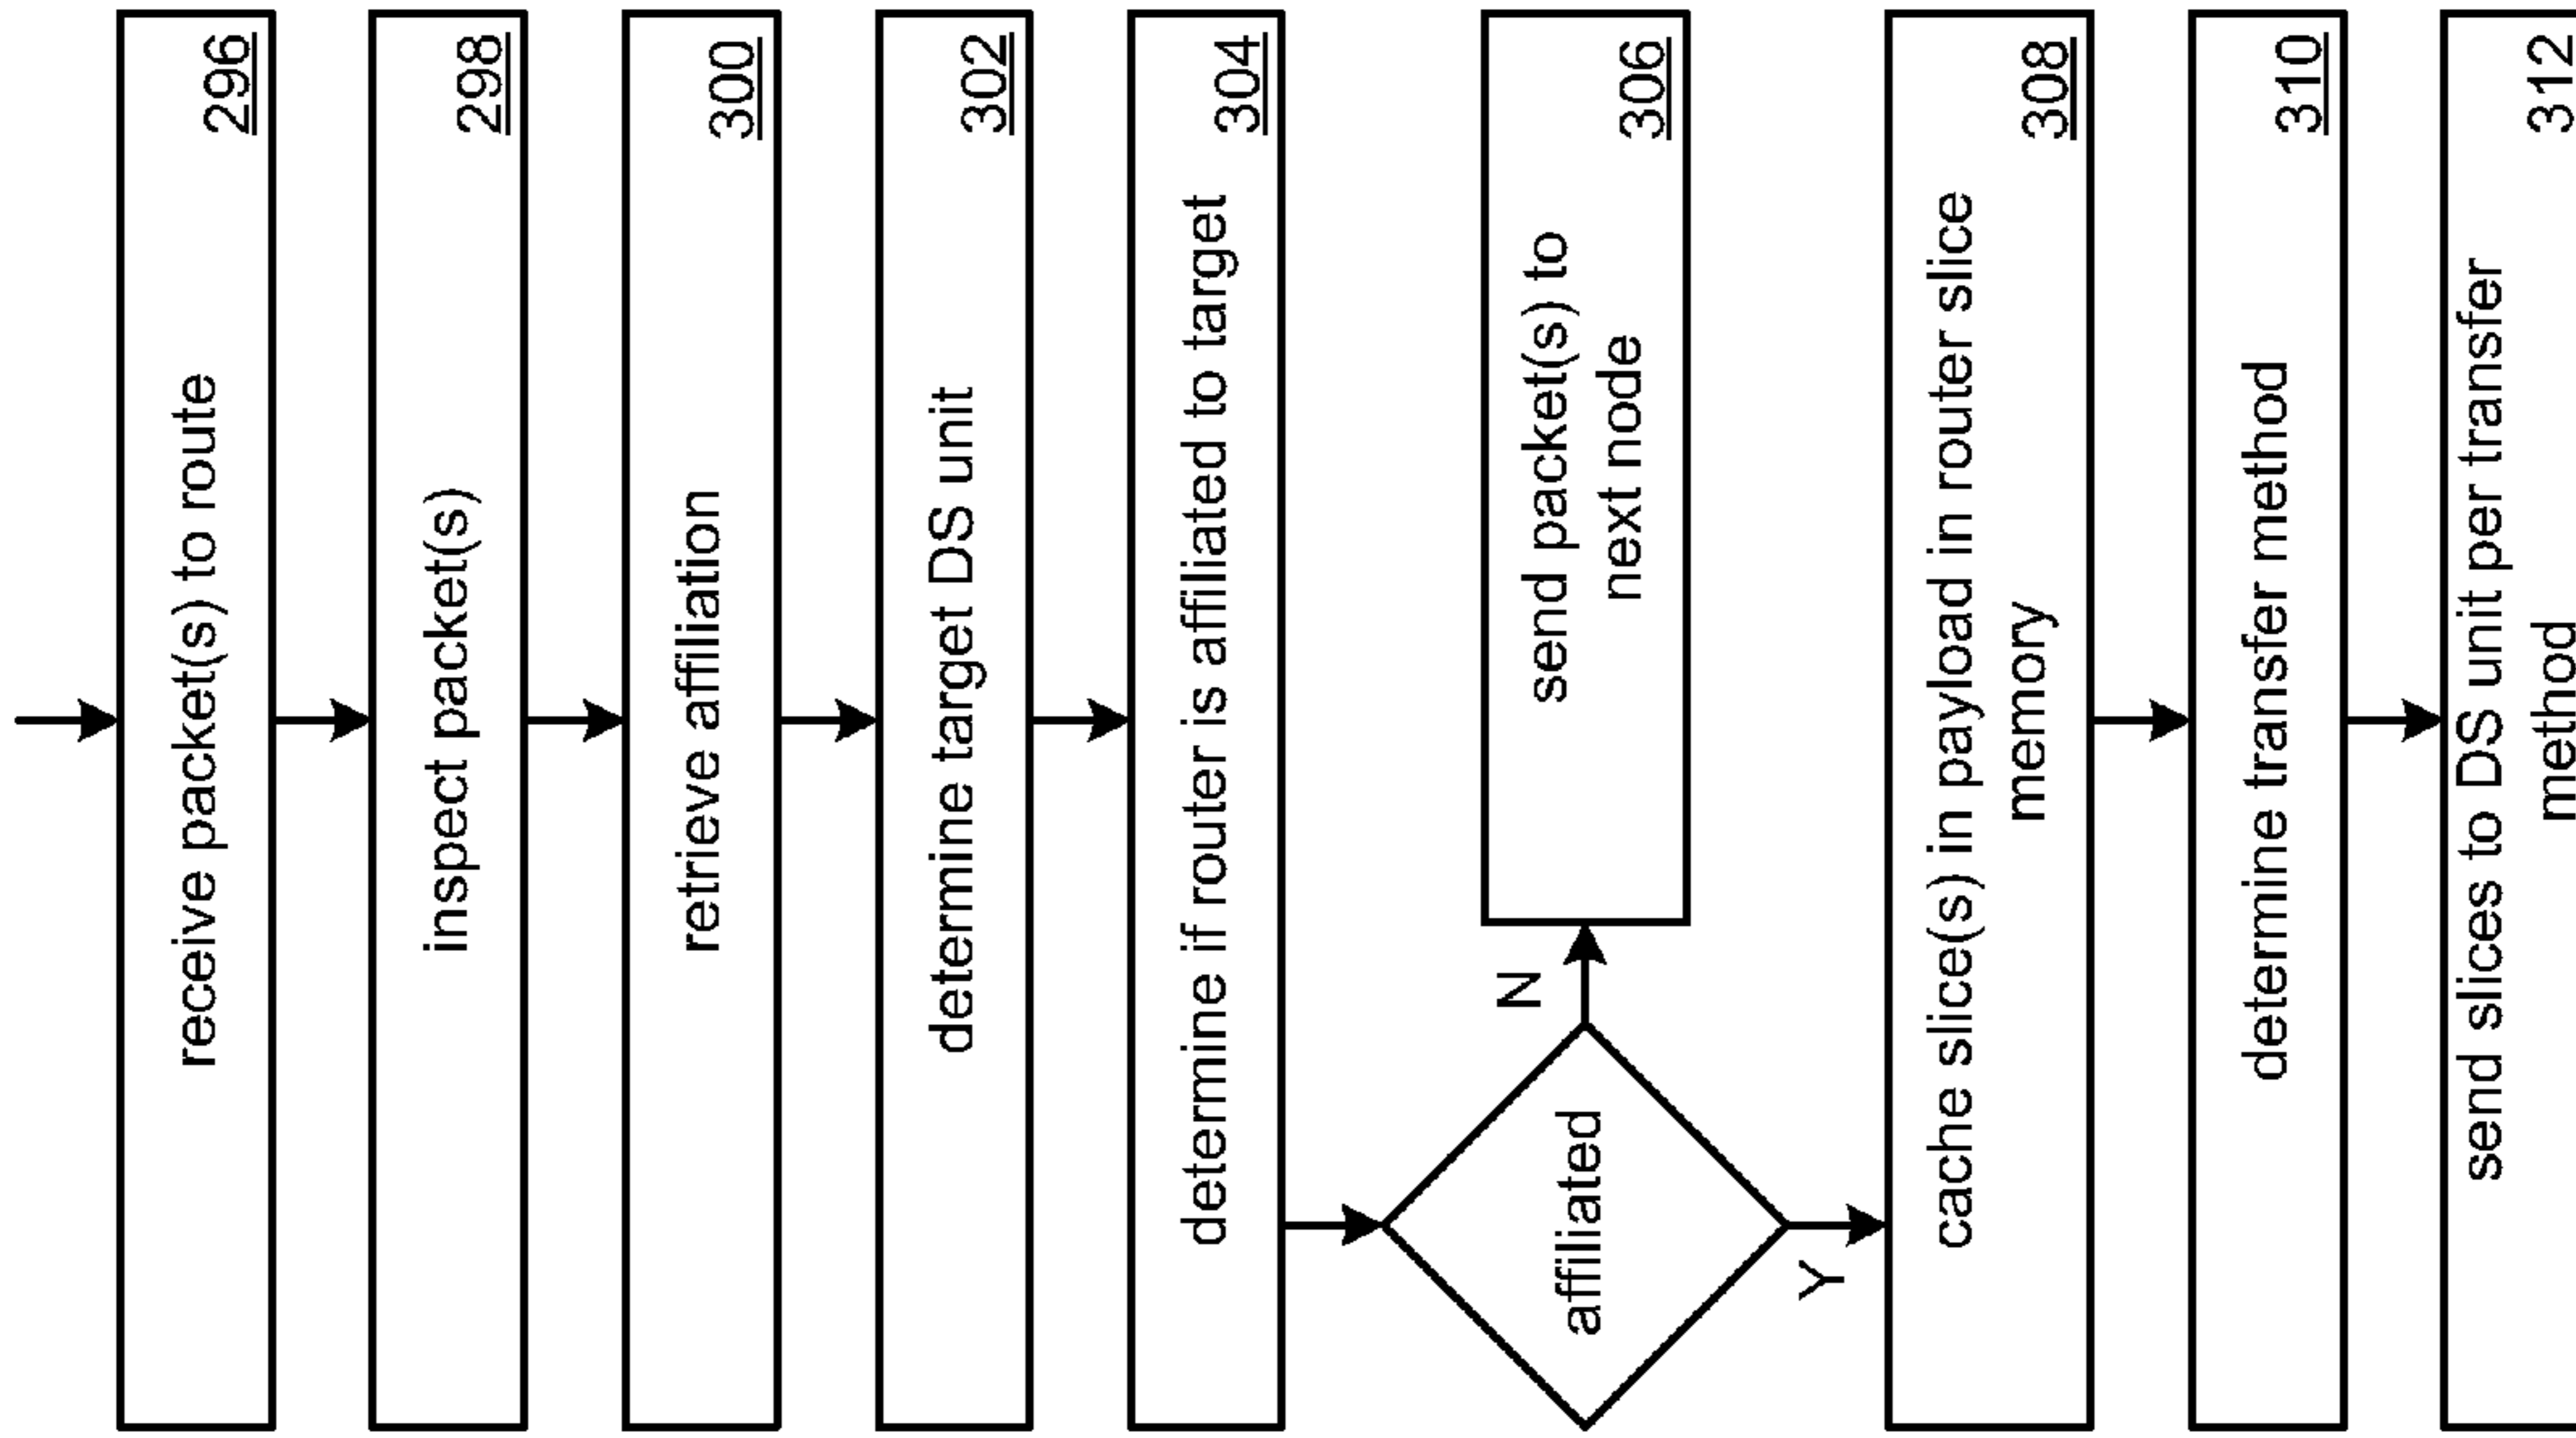 receive packet(s) to route 296
inspect packet(s) 298
retrieve affiliation 300
determine target DS unit 302
determine if router is affiliated to target 304
affiliated
N
send packet(s) to
next node 306
Y
cache slice(s) in payload in router slice
memory 308
determine transfer method 310
send slices to DS unit per transfer
method 312